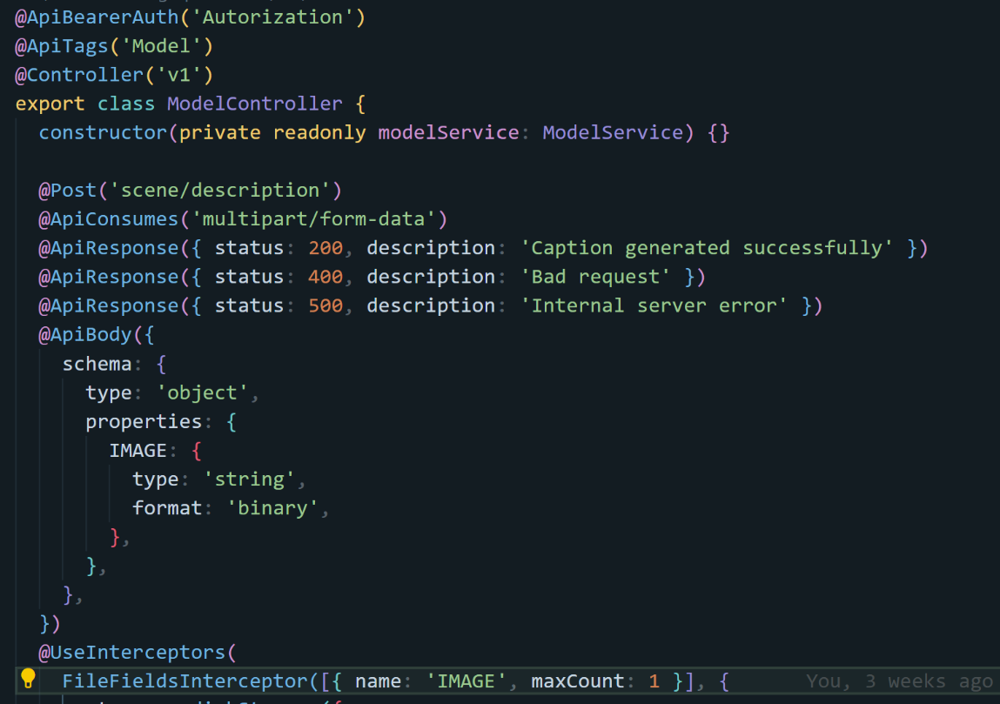 @ApiBearerAuth('Autorization')
@ApiTags('Model')
@Controller('v1')
export class ModelController {
constructor(private readonly modelService: ModelService) {}
@Post('scene/description')
@ApiConsumes('multipart/form-data')
@ApiResponse({ status: 200, description: 'Caption generated successfully' })
@ApiResponse({ status: 400, description: 'Bad request' })
@ApiResponse({ status: 500, description: 'Internal server error' })
@ApiBody({
schema: {
type: 'object',
properties: {
IMAGE: {
type: 'string',
format: 'binary',
},
},
},
})
@UseInterceptors(
FileFieldsInterceptor([{ name: 'IMAGE', maxCount: 1 }], { You, 3 weeks ago